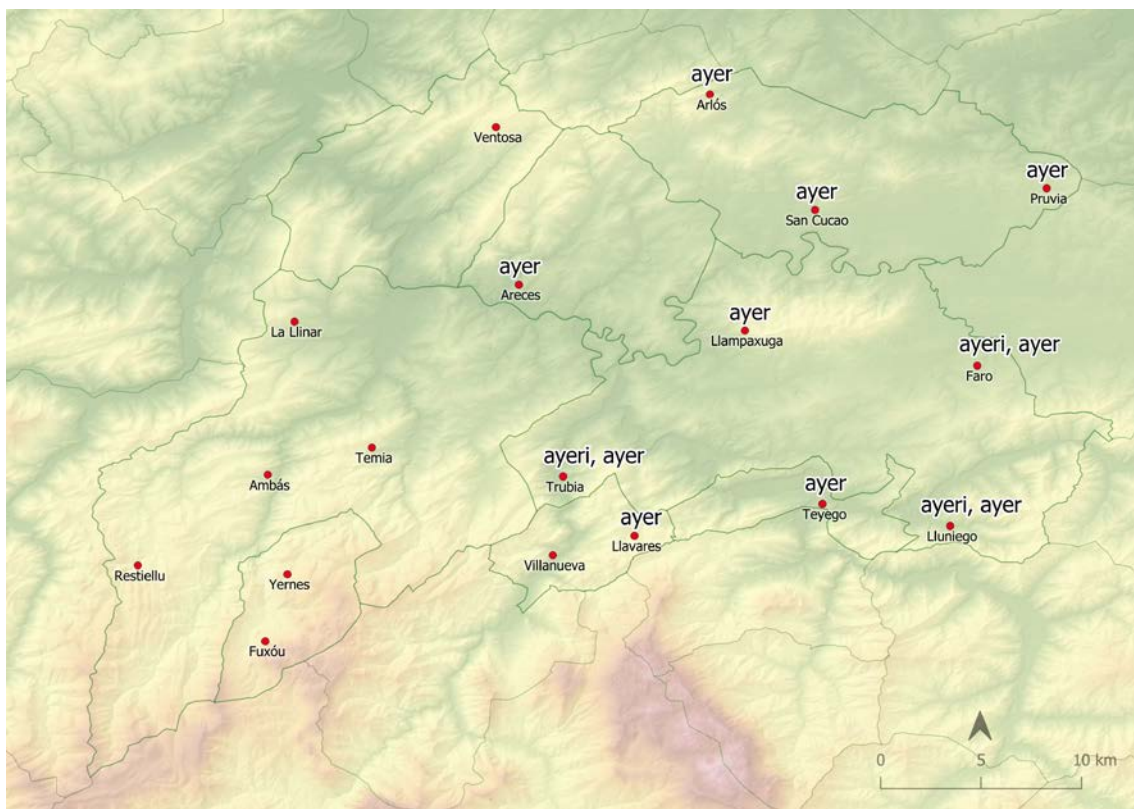 ayer
Arlós
Ventosa
ayer
Pruvia
ayer
San Cucao
ayer
Areces
La Llinar
ayer
Llampaxuga
ayeri, ayer
Faro
Temia
ayeri, ayer
Trubia
Ambás
ayer
Teyego
ayeri, ayer
Lluniego
ayer
Llavares
Villanueva
Restiellu
Yernes
Fuxóu
0 5 10 km